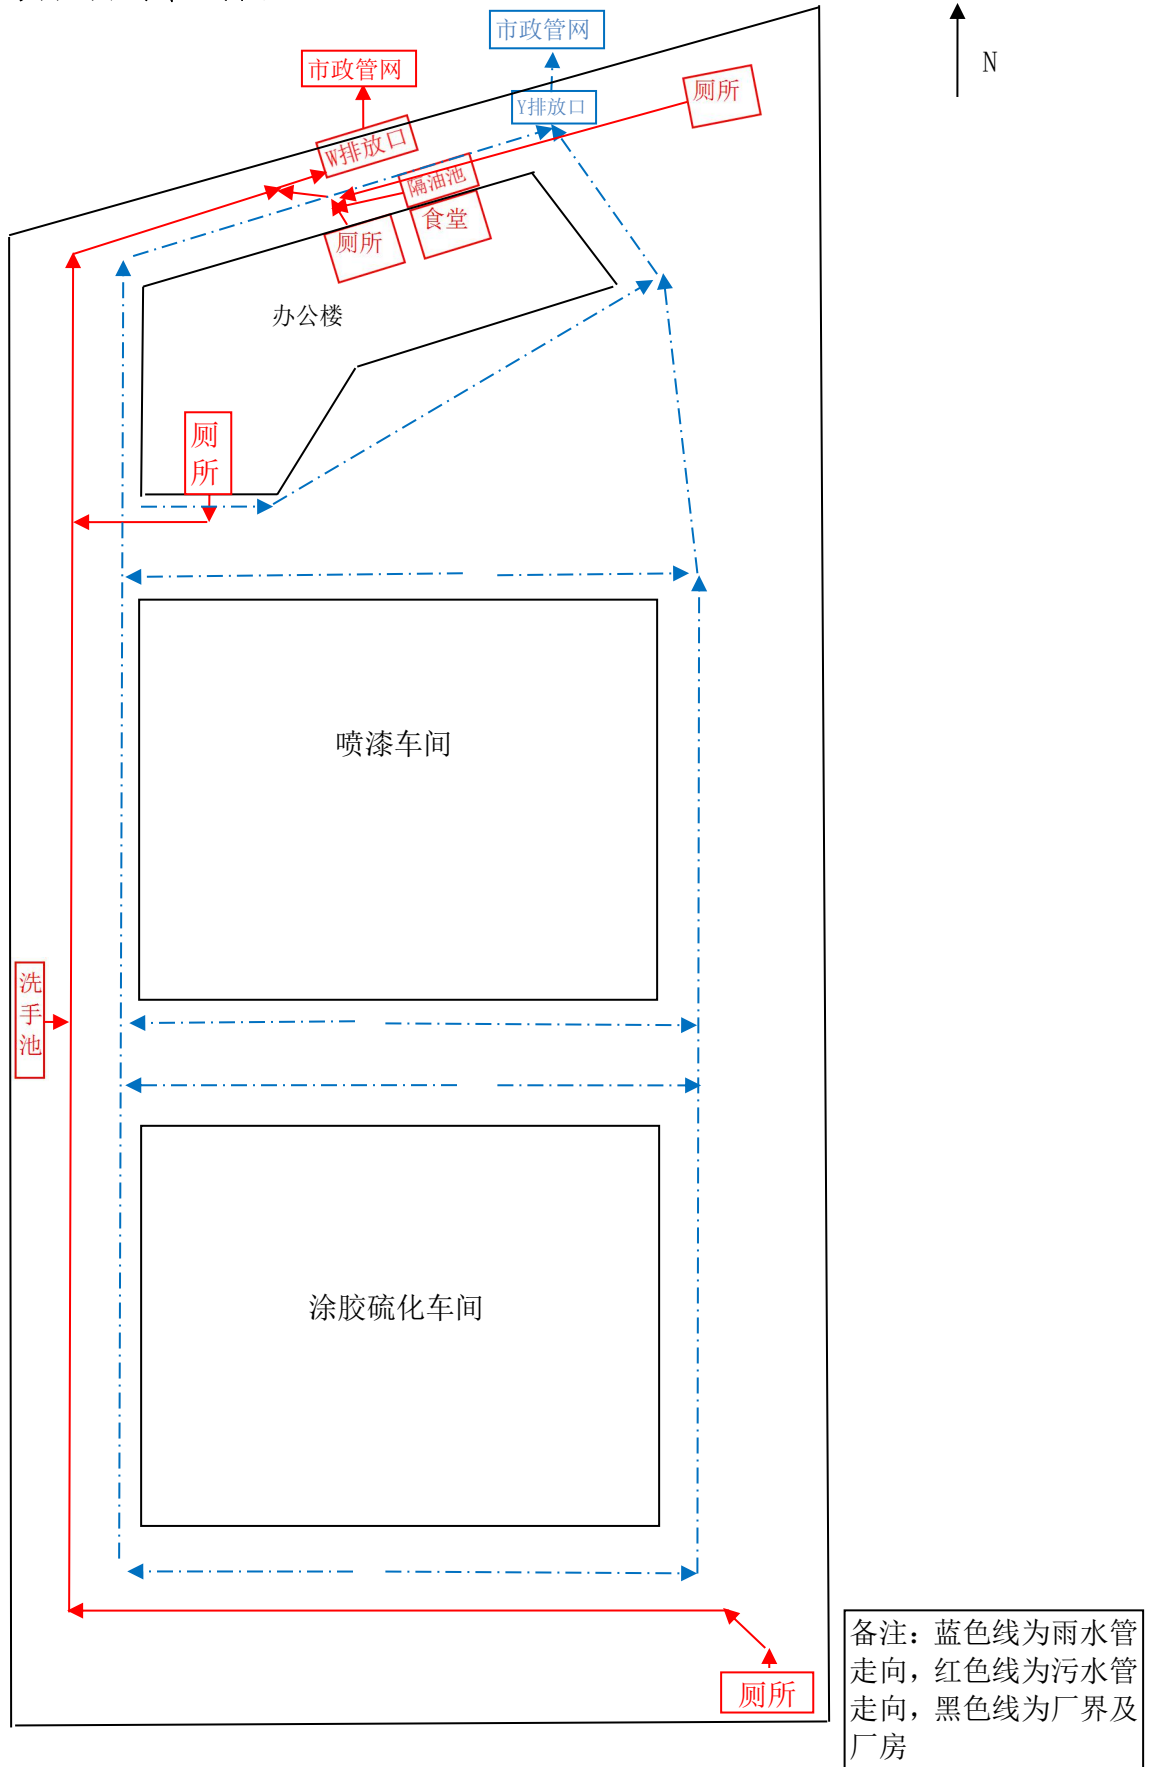 市政管网
N
市政管网
厕所
Y排放口
W排放口
隔油池
食堂
厕所
办公楼
厕
所
喷漆车间
洗
手
池
涂胶硫化车间
备注：蓝色线为雨水管
走向，红色线为污水管
走向，黑色线为厂界及
厂房
厕所